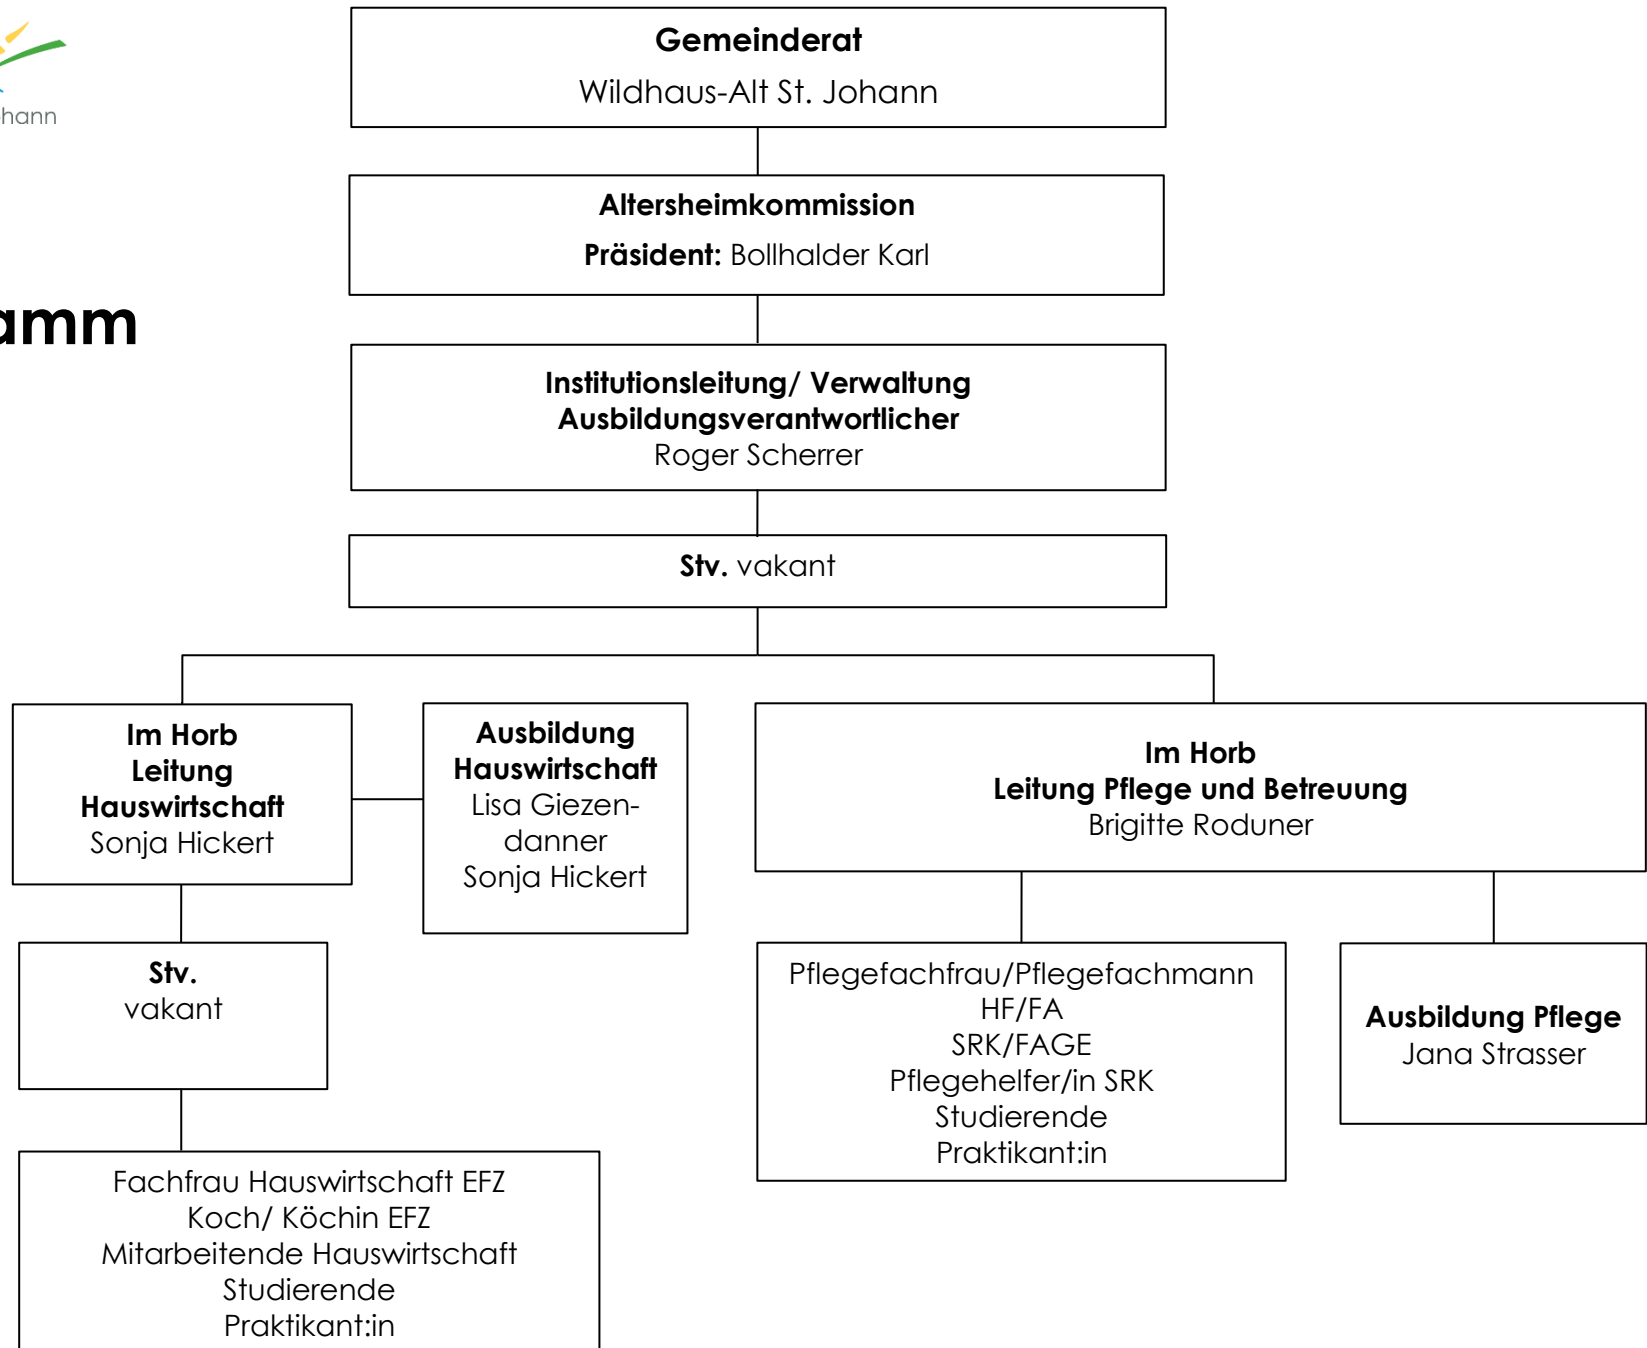 Gemeinderat
Wildhaus-Alt St. Johann
hann
Altersheimkommission
Präsident: Bollhalder Karl
amm
Institutionsleitung/ Verwaltung
Ausbildungsverantwortlicher
Roger Scherrer
Stv. vakant
Im Horb
Leitung
Hauswirtschaft
Sonja Hickert
Ausbildung
Hauswirtschaft
Lisa Giezen-
danner
Sonja Hickert
Im Horb
Leitung Pflege und Betreuung
Brigitte Roduner
Stv.
vakant
Pflegefachfrau/Pflegefachmann
HF/FA
SRK/FAGE
Pflegehelfer/in SRK
Studierende
Praktikant:in
Ausbildung Pflege
Jana Strasser
Fachfrau Hauswirtschaft EFZ
Koch/ Köchin EFZ
Mitarbeitende Hauswirtschaft
Studierende
Praktikant:in